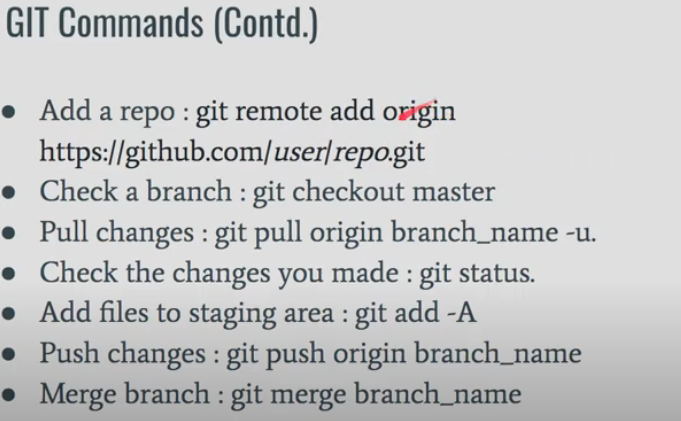 GIT Commands (Contd.)
● Add a repo : git remote add origin
https://github.com/user/repo.git
● Check a branch : git checkout master
● Pull changes : git pull origin branch_name -u.
● Check the changes you made : git status.
● Add files to staging area : git add -A
● Push changes : git push origin branch_name
● Merge branch : git merge branch_name